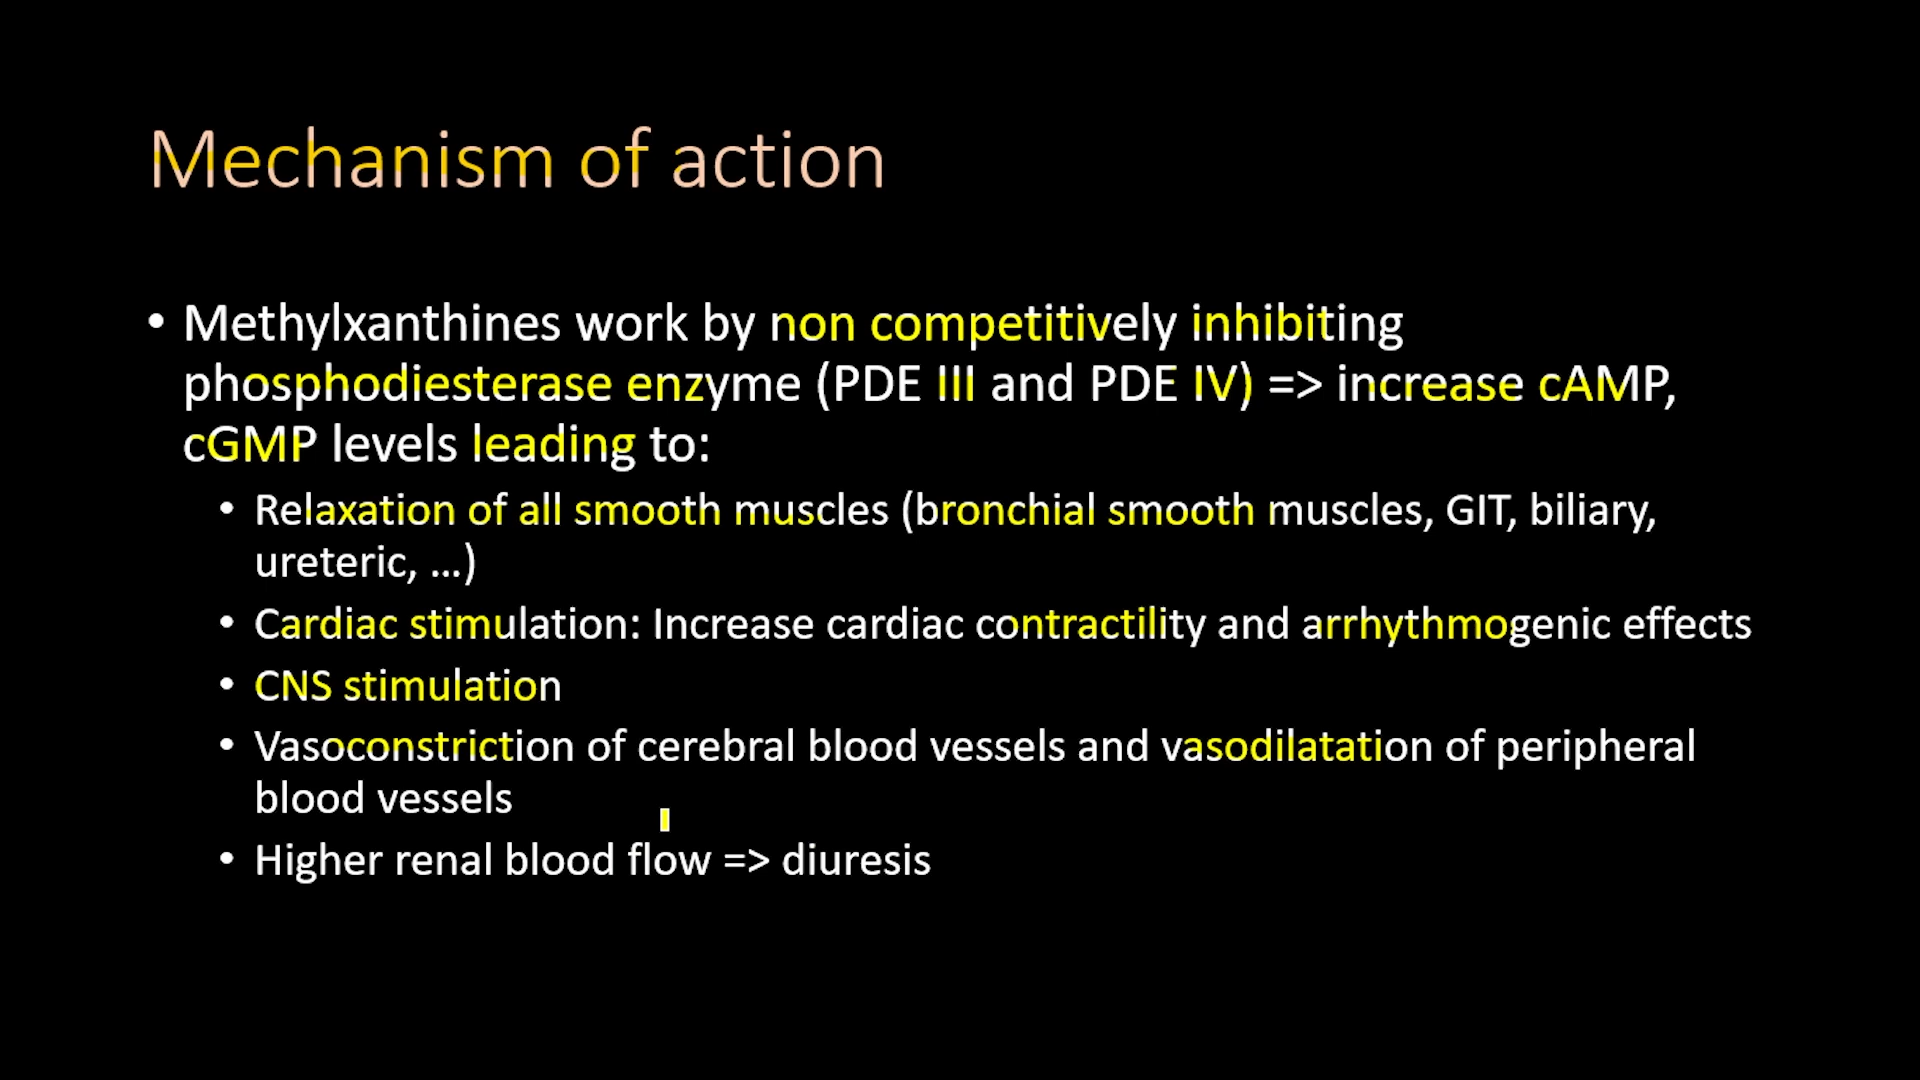 Mechanism of action
• Methylxanthines work by non competitively inhibiting
phosphodiesterase enzyme (PDE III and PDE IV) => increase cAMP,
cGMP levels leading to:
• Relaxation of all smooth muscles (bronchial smooth muscles, GIT, biliary,
ureteric, ...)
• Cardiac stimulation: Increase cardiac contractility and arrhythmogenic effects
• CNS stimulation
• Vasoconstriction of cerebral blood vessels and vasodilatation of peripheral
blood vessels
• Higher renal blood flow => diuresis